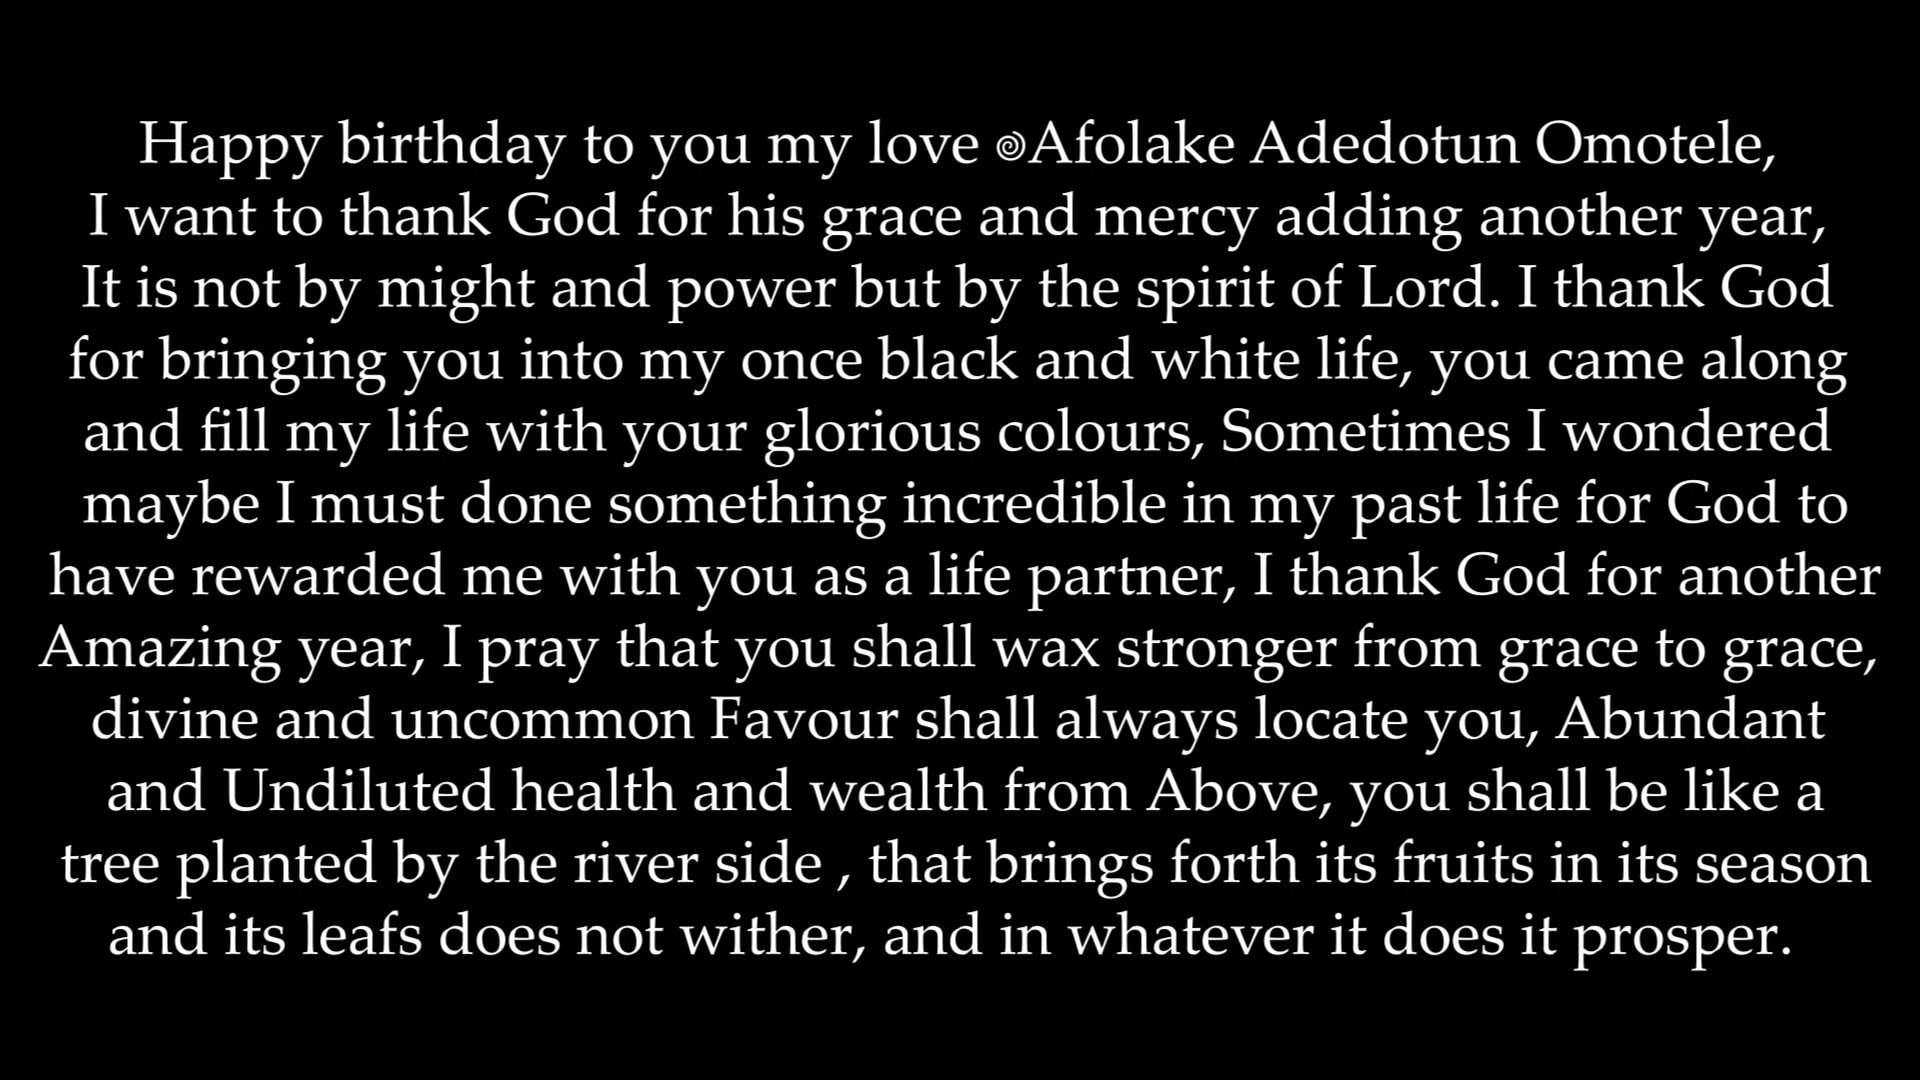 Happy birthday to you my love @Afolake Adedotun Omotele,
I want to thank God for his grace and mercy adding another year,
It is not by might and power but by the spirit of Lord. I thank God
for bringing you into my once black and white life, you came along
and fill my life with your glorious colours, Sometimes I wondered
maybe I must done something incredible in my past life for God to
have rewarded me with you as a life partner, I thank God for another
Amazing year, I pray that you shall wax stronger from grace to grace,
divine and uncommon Favour shall always locate you, Abundant
and Undiluted health and wealth from Above, you shall be like a
tree planted by the river side , that brings forth its fruits in its season
and its leafs does not wither, and in whatever it does it prosper.